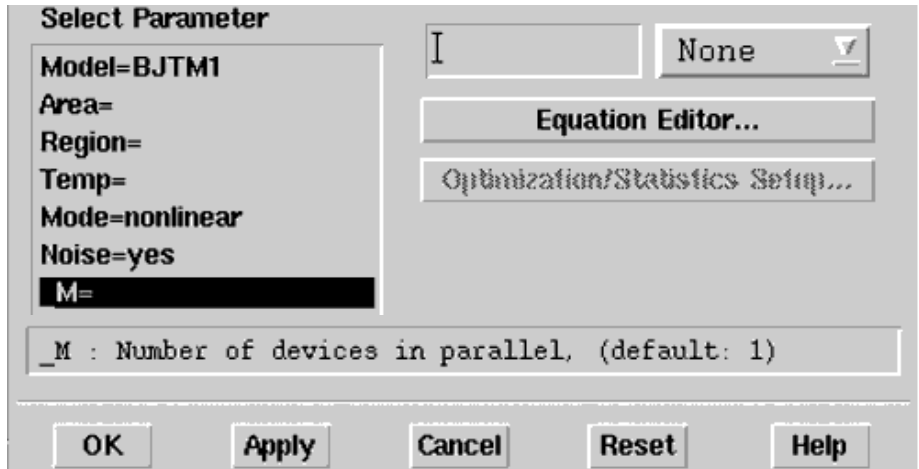 Select Parameter
Model=BJTM1
Area=
Region=
Temp=
Mode=nonlinear
Noise=yes
_M=
None
Equation Editor...
Optimization/Statistics Setup...
_M : Number of devices in parallel, (default: 1)
OK
Apply
Cancel
Reset
Help